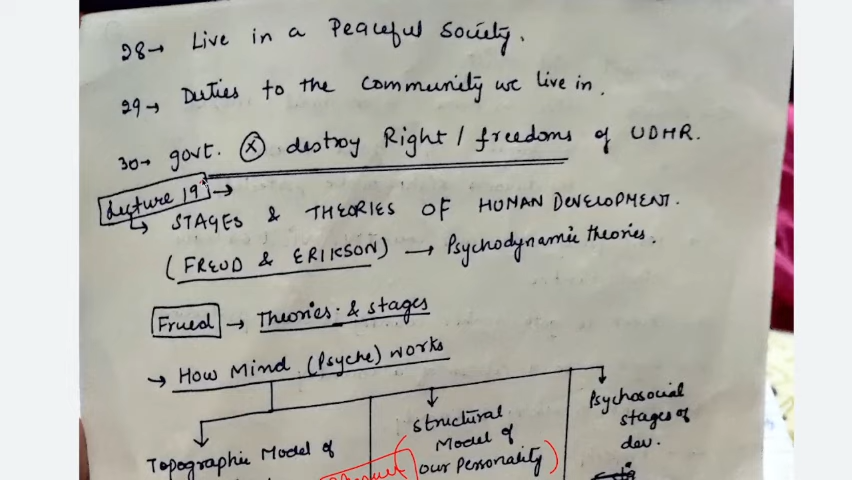 28→ Live in a Peaceful Society.
29→ Duties to the community we live in.
30→ govt. ⓧ destroy Right / freedoms of UDHR.
Lecture 19 →
↳ STAGES & THEORIES OF HUMAN DEVELOPMENT.
(FREUD & ERIKSON) → Psychodynamic theories.
Frued → Theories & stages
→ How Mind (Psyche) works
Topographic Model of
(Structural
Model of
our Personality)
Psychosocial
stages of
dev.